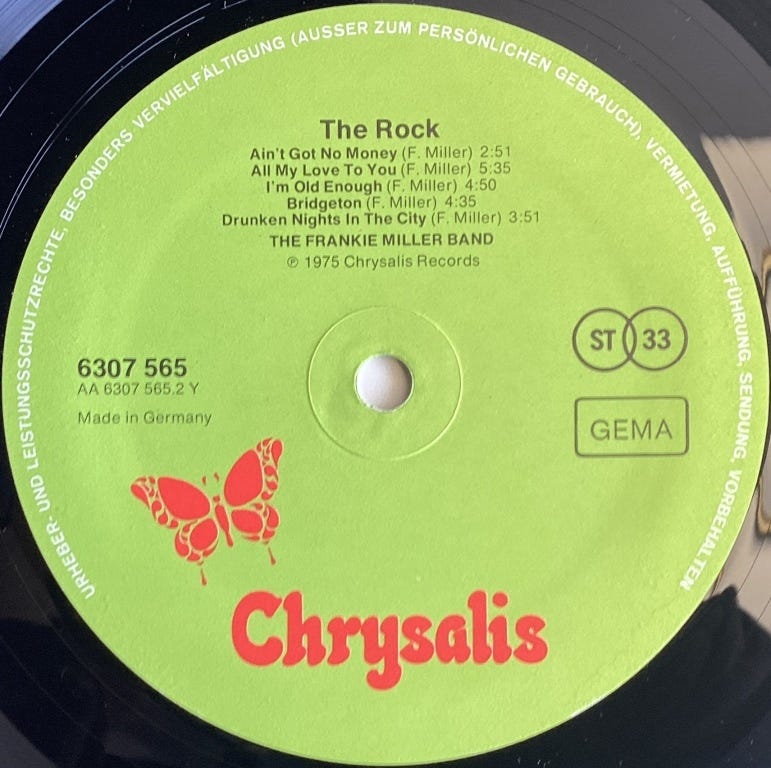 URHEBER- UND LEISTUNGSSCHUTZRECHTE, BESONDERS VERVIELFÄLTIGUNG (AUSSER ZUM PERSÖNLICHEN GEBRAUCH), VERMIETUNG, AUFFÜHRUNG, SENDUNG VORBEHALTEN
The Rock
Ain't Got No Money (F. Miller) 2:51
All My Love To You (F. Miller) 5:35
I'm Old Enough (F. Miller) 4:50
Bridgeton (F. Miller) 4:35
Drunken Nights In The City (F. Miller) 3:51
THE FRANKIE MILLER BAND
℗ 1975 Chrysalis Records
ST 33
6307 565
AA 6307 565.2 Y
Made in Germany
GEMA
Chrysalis